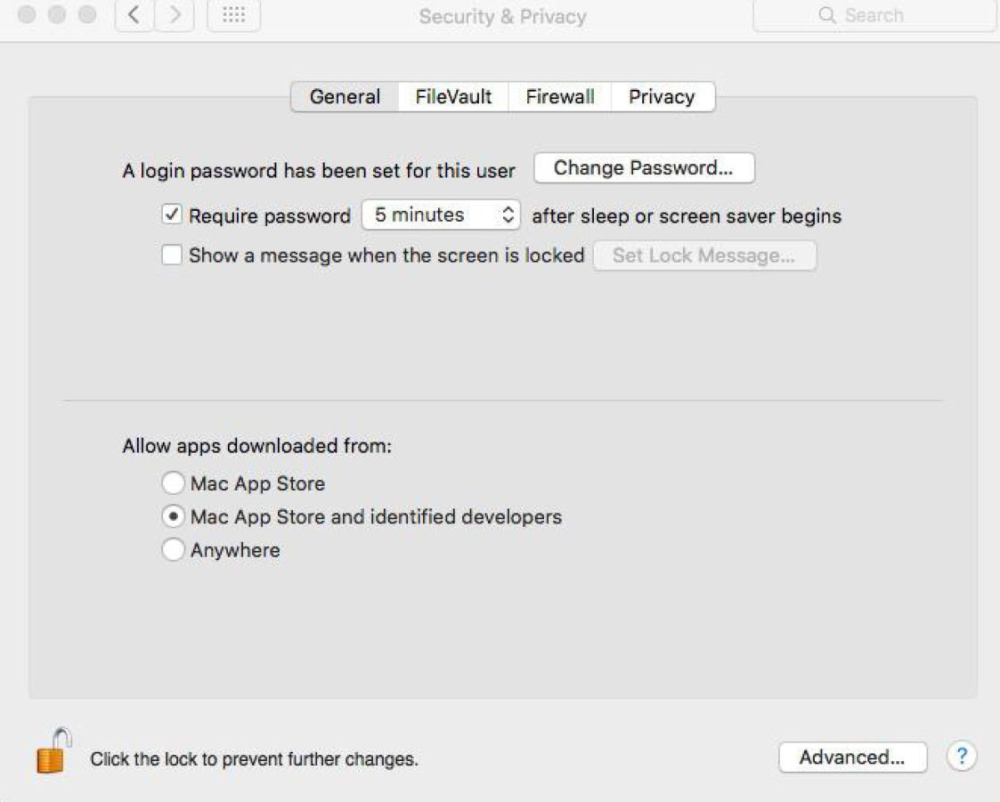 Security & Privacy
Search
General FileVault Firewall Privacy
A login password has been set for this user Change Password...
Require password 5 minutes after sleep or screen saver begins
Show a message when the screen is locked Set Lock Message...
Allow apps downloaded from:
Mac App Store
Mac App Store and identified developers
Anywhere
Click the lock to prevent further changes.
Advanced... ?